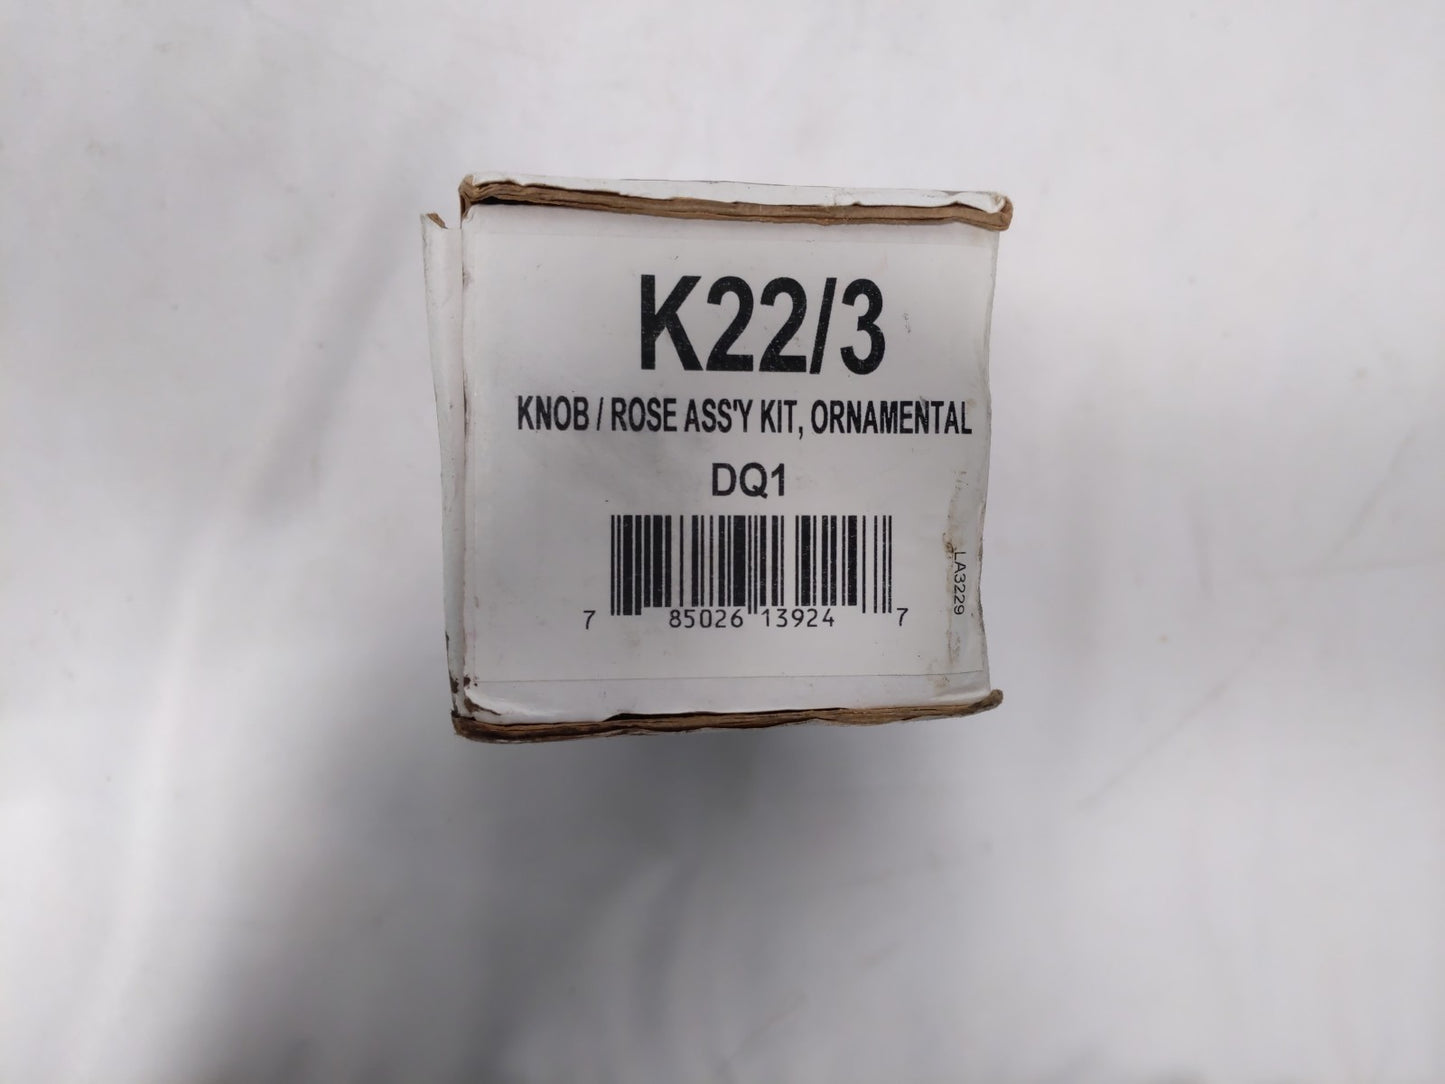 K22/3
KNOB / ROSE ASS'Y KIT, ORNAMENTAL
DQ1
7 85026 13924 7
LA3229